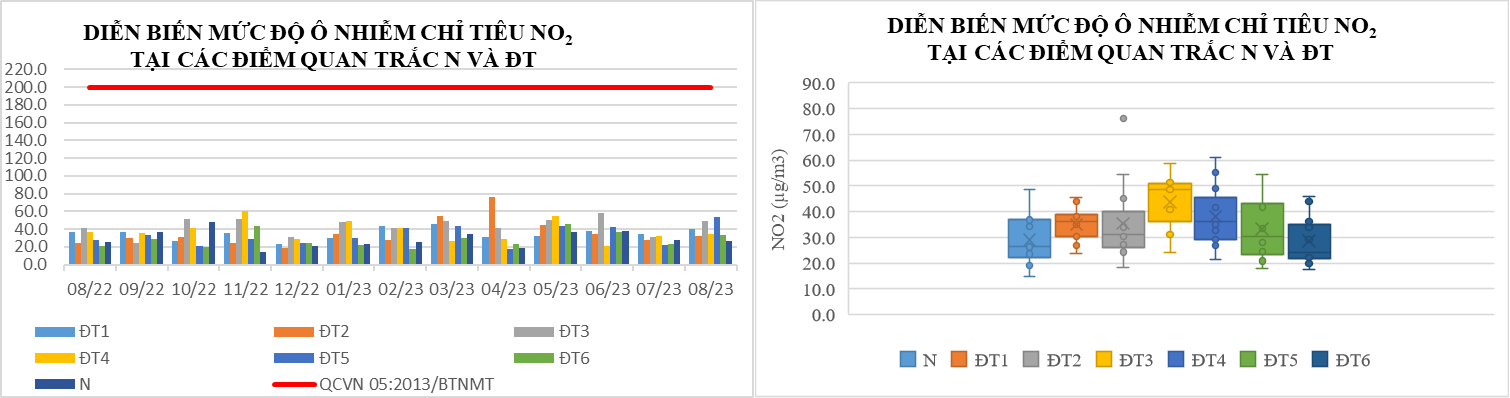 DIỄN BIẾN MỨC ĐỘ Ô NHIỄM CHỈ TIÊU NO₂
TẠI CÁC ĐIỂM QUAN TRẮC N VÀ ĐT
220.0
200.0
180.0
160.0
140.0
120.0
100.0
80.0
60.0
40.0
20.0
0.0
08/22 09/22 10/22 11/22 12/22 01/23 02/23 03/23 04/23 05/23 06/23 07/23 08/23
ĐT1 ĐT2 ĐT3
ĐT4 ĐT5 ĐT6
N QCVN 05:2013/BTNMT
DIỄN BIẾN MỨC ĐỘ Ô NHIỄM CHỈ TIÊU NO₂
TẠI CÁC ĐIỂM QUAN TRẮC N VÀ ĐT
NO2 (µg/m3)
90.0
80.0
70.0
60.0
50.0
40.0
30.0
20.0
10.0
0.0
N ĐT1 ĐT2 ĐT3 ĐT4 ĐT5 ĐT6